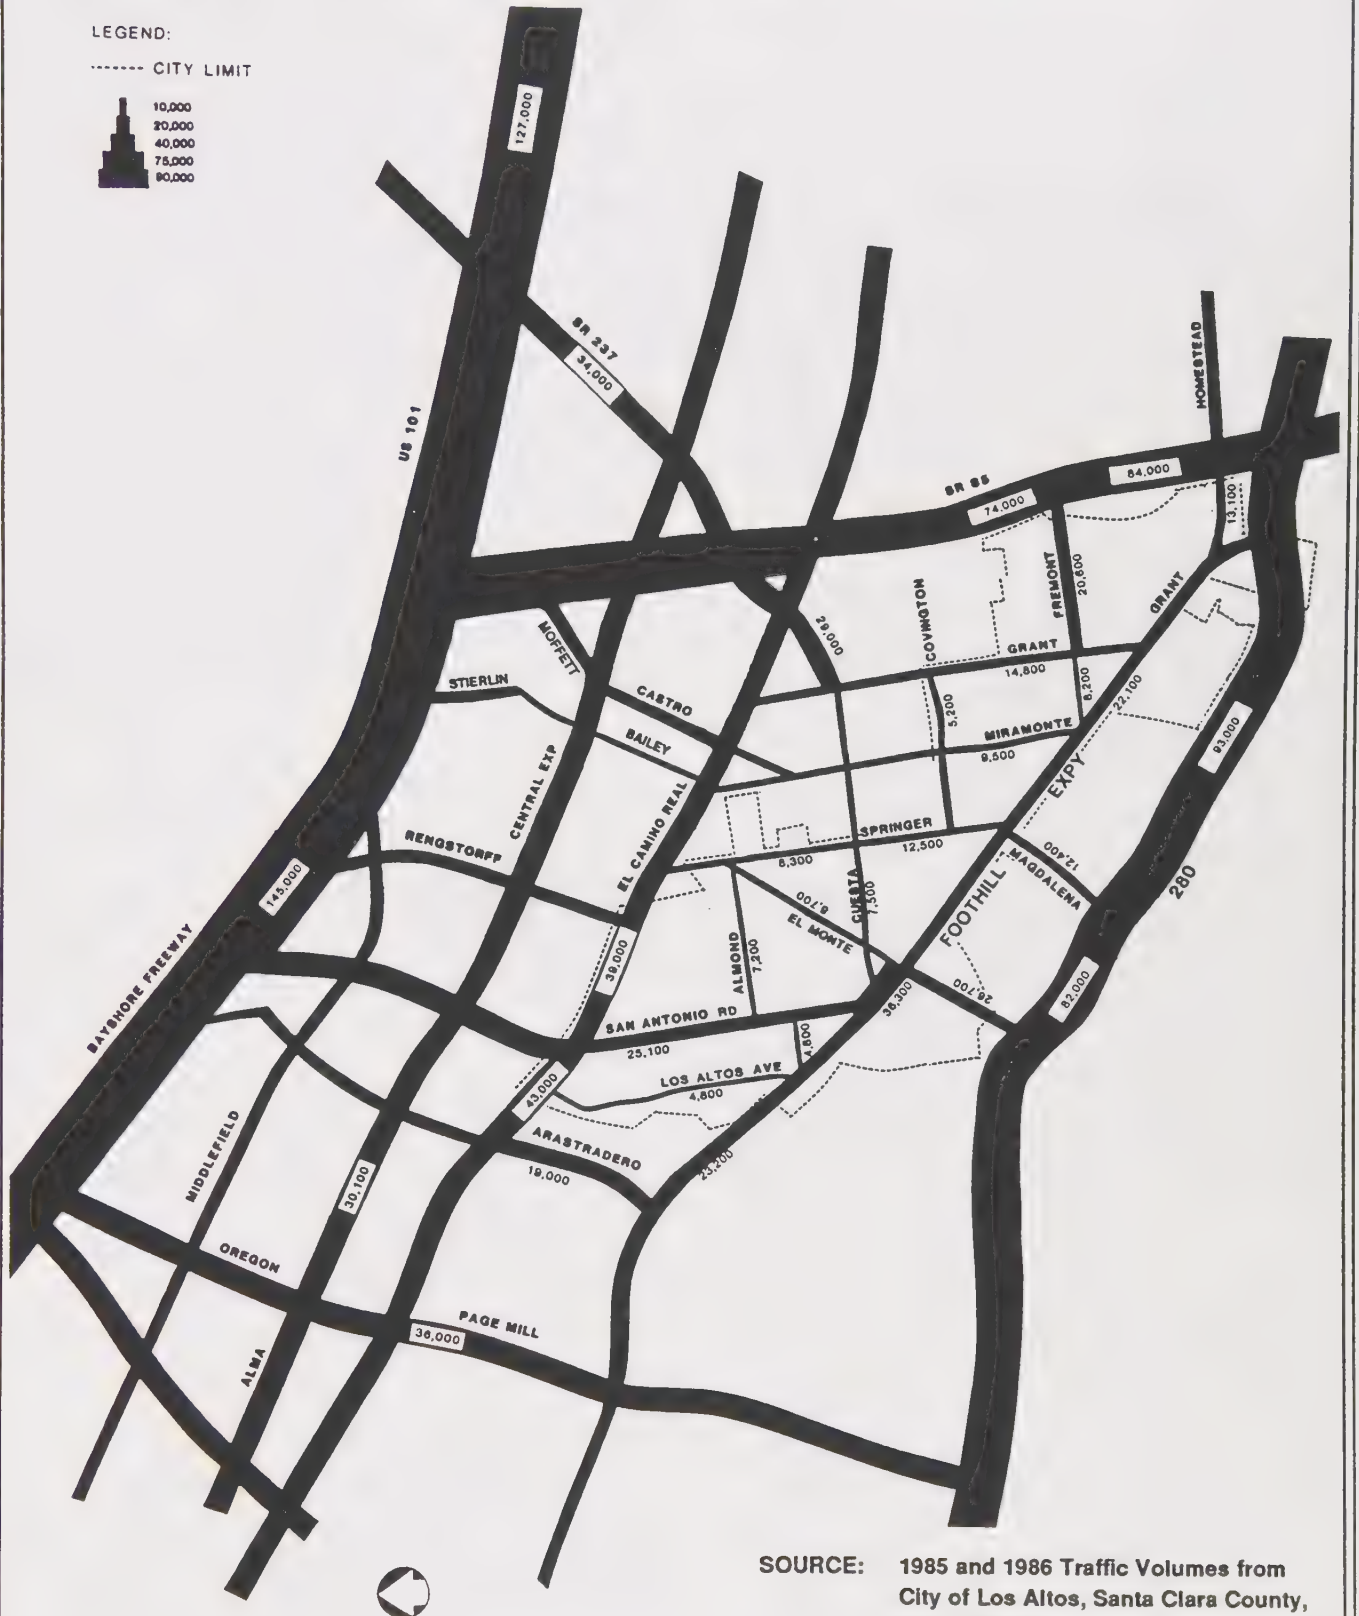 LEGEND:
CITY LIMIT
10,000
20,000
40,000
75,000
90,000
127,000
SR 237
34,000
US 101
HOMESTEAD
SR 85
74,000
84,000
13,100
MOFFETT
STIERLIN
CASTRO
BAILEY
29,000
COVINGTON
FREMONT
20,600
GRANT
GRANT
14,800
8,200
22,100
5,200
MIRAMONTE
9,500
93,000
CENTRAL EXP
EL CAMINO REAL
EXPY
RENGSTORFF
SPRINGER
12,500
8,300
12,400
MAGDALENA
280
145,000
CUESTA
7,500
EL MONTE
FOOTHILL
BAYSHORE FREEWAY
39,000
ALMOND
7,200
26,700
82,000
SAN ANTONIO RD
25,100
36,300
4,600
LOS ALTOS AVE
4,800
43,000
MIDDLEFIELD
ARASTRADERO
19,000
23,200
30,100
OREGON
PAGE MILL
36,000
ALMA
SOURCE: 1985 and 1986 Traffic Volumes from
City of Los Altos, Santa Clara County,